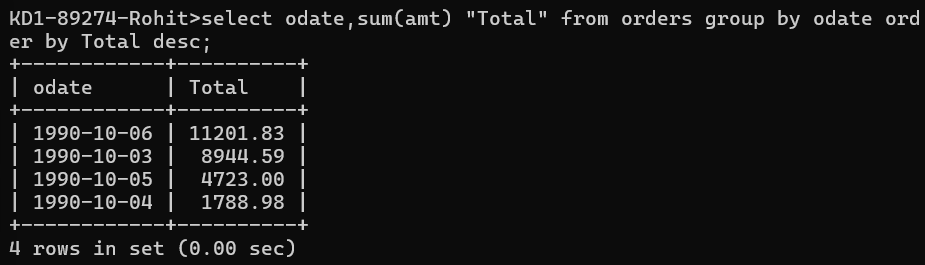 KD1-89274-Rohit>select odate,sum(amt) "Total" from orders group by odate ord
er by Total desc;
+------------+----------+
| odate      | Total    |
+------------+----------+
| 1990-10-06 | 11201.83 |
| 1990-10-03 |  8944.59 |
| 1990-10-05 |  4723.00 |
| 1990-10-04 |  1788.98 |
+------------+----------+
4 rows in set (0.00 sec)